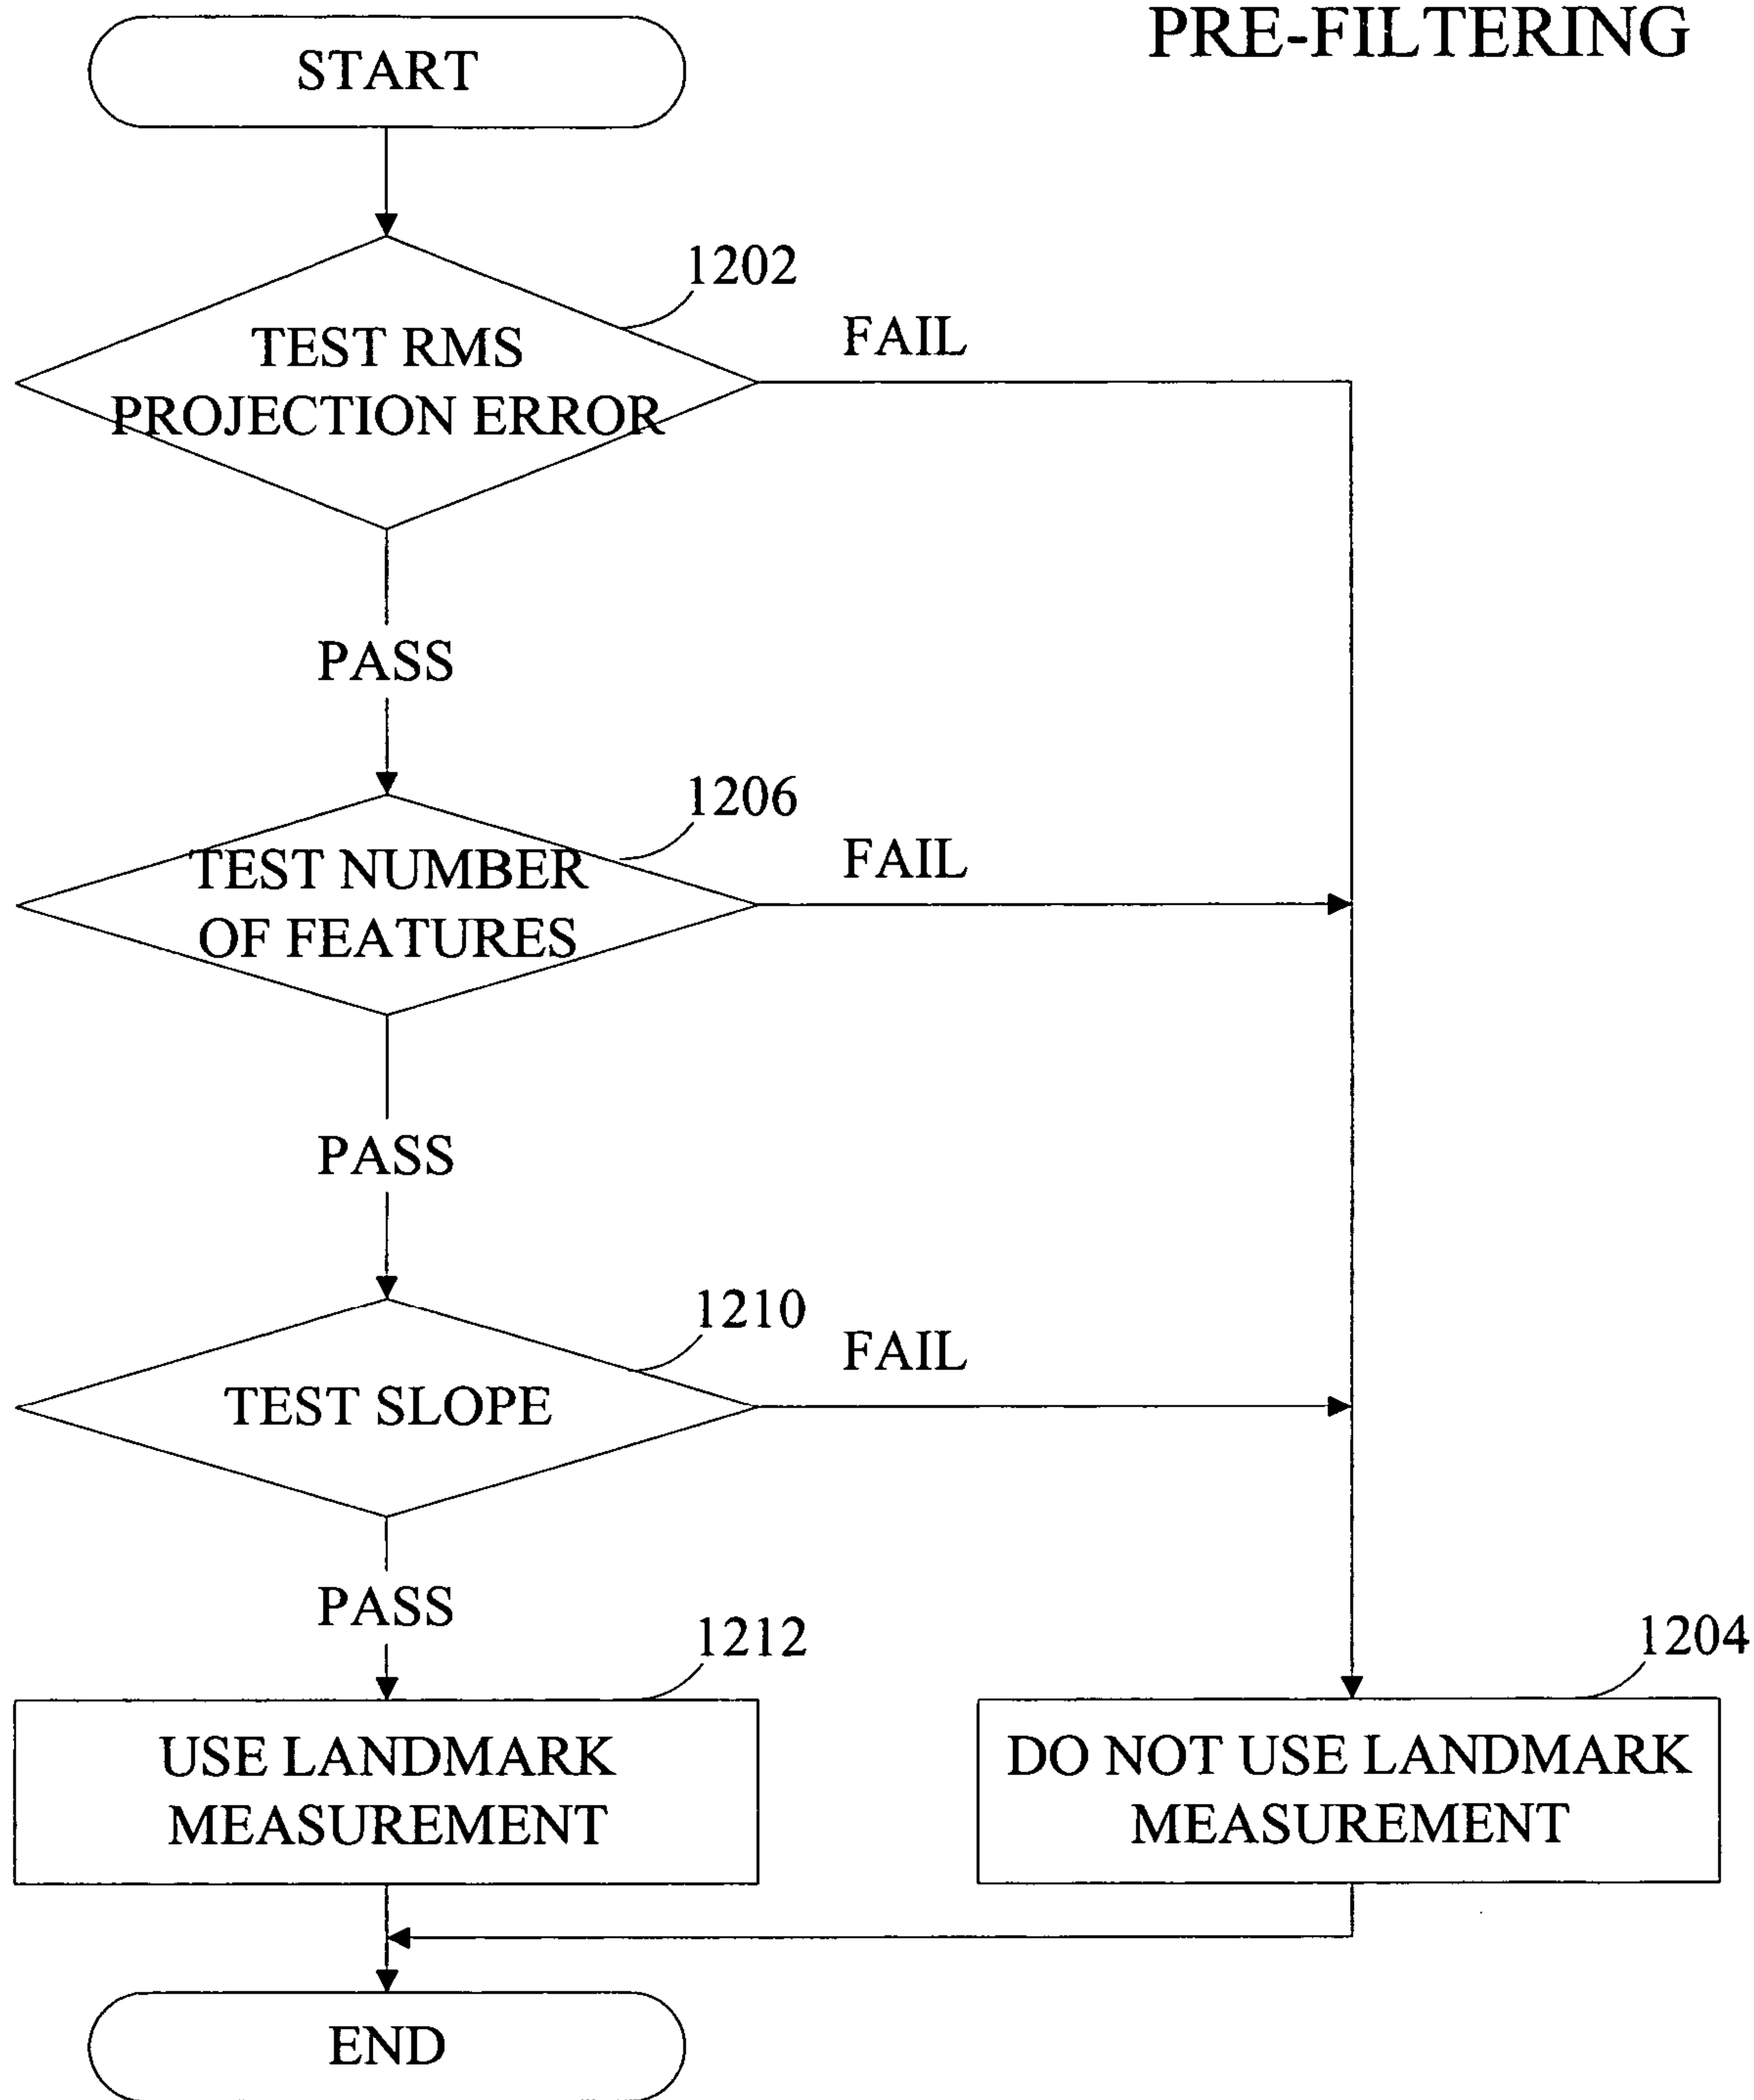 PRE-FILTERING
START
1202
TEST RMS
PROJECTION ERROR
FAIL
PASS
1206
TEST NUMBER
OF FEATURES
FAIL
PASS
1210
TEST SLOPE
FAIL
PASS
1212
USE LANDMARK
MEASUREMENT
1204
DO NOT USE LANDMARK
MEASUREMENT
END